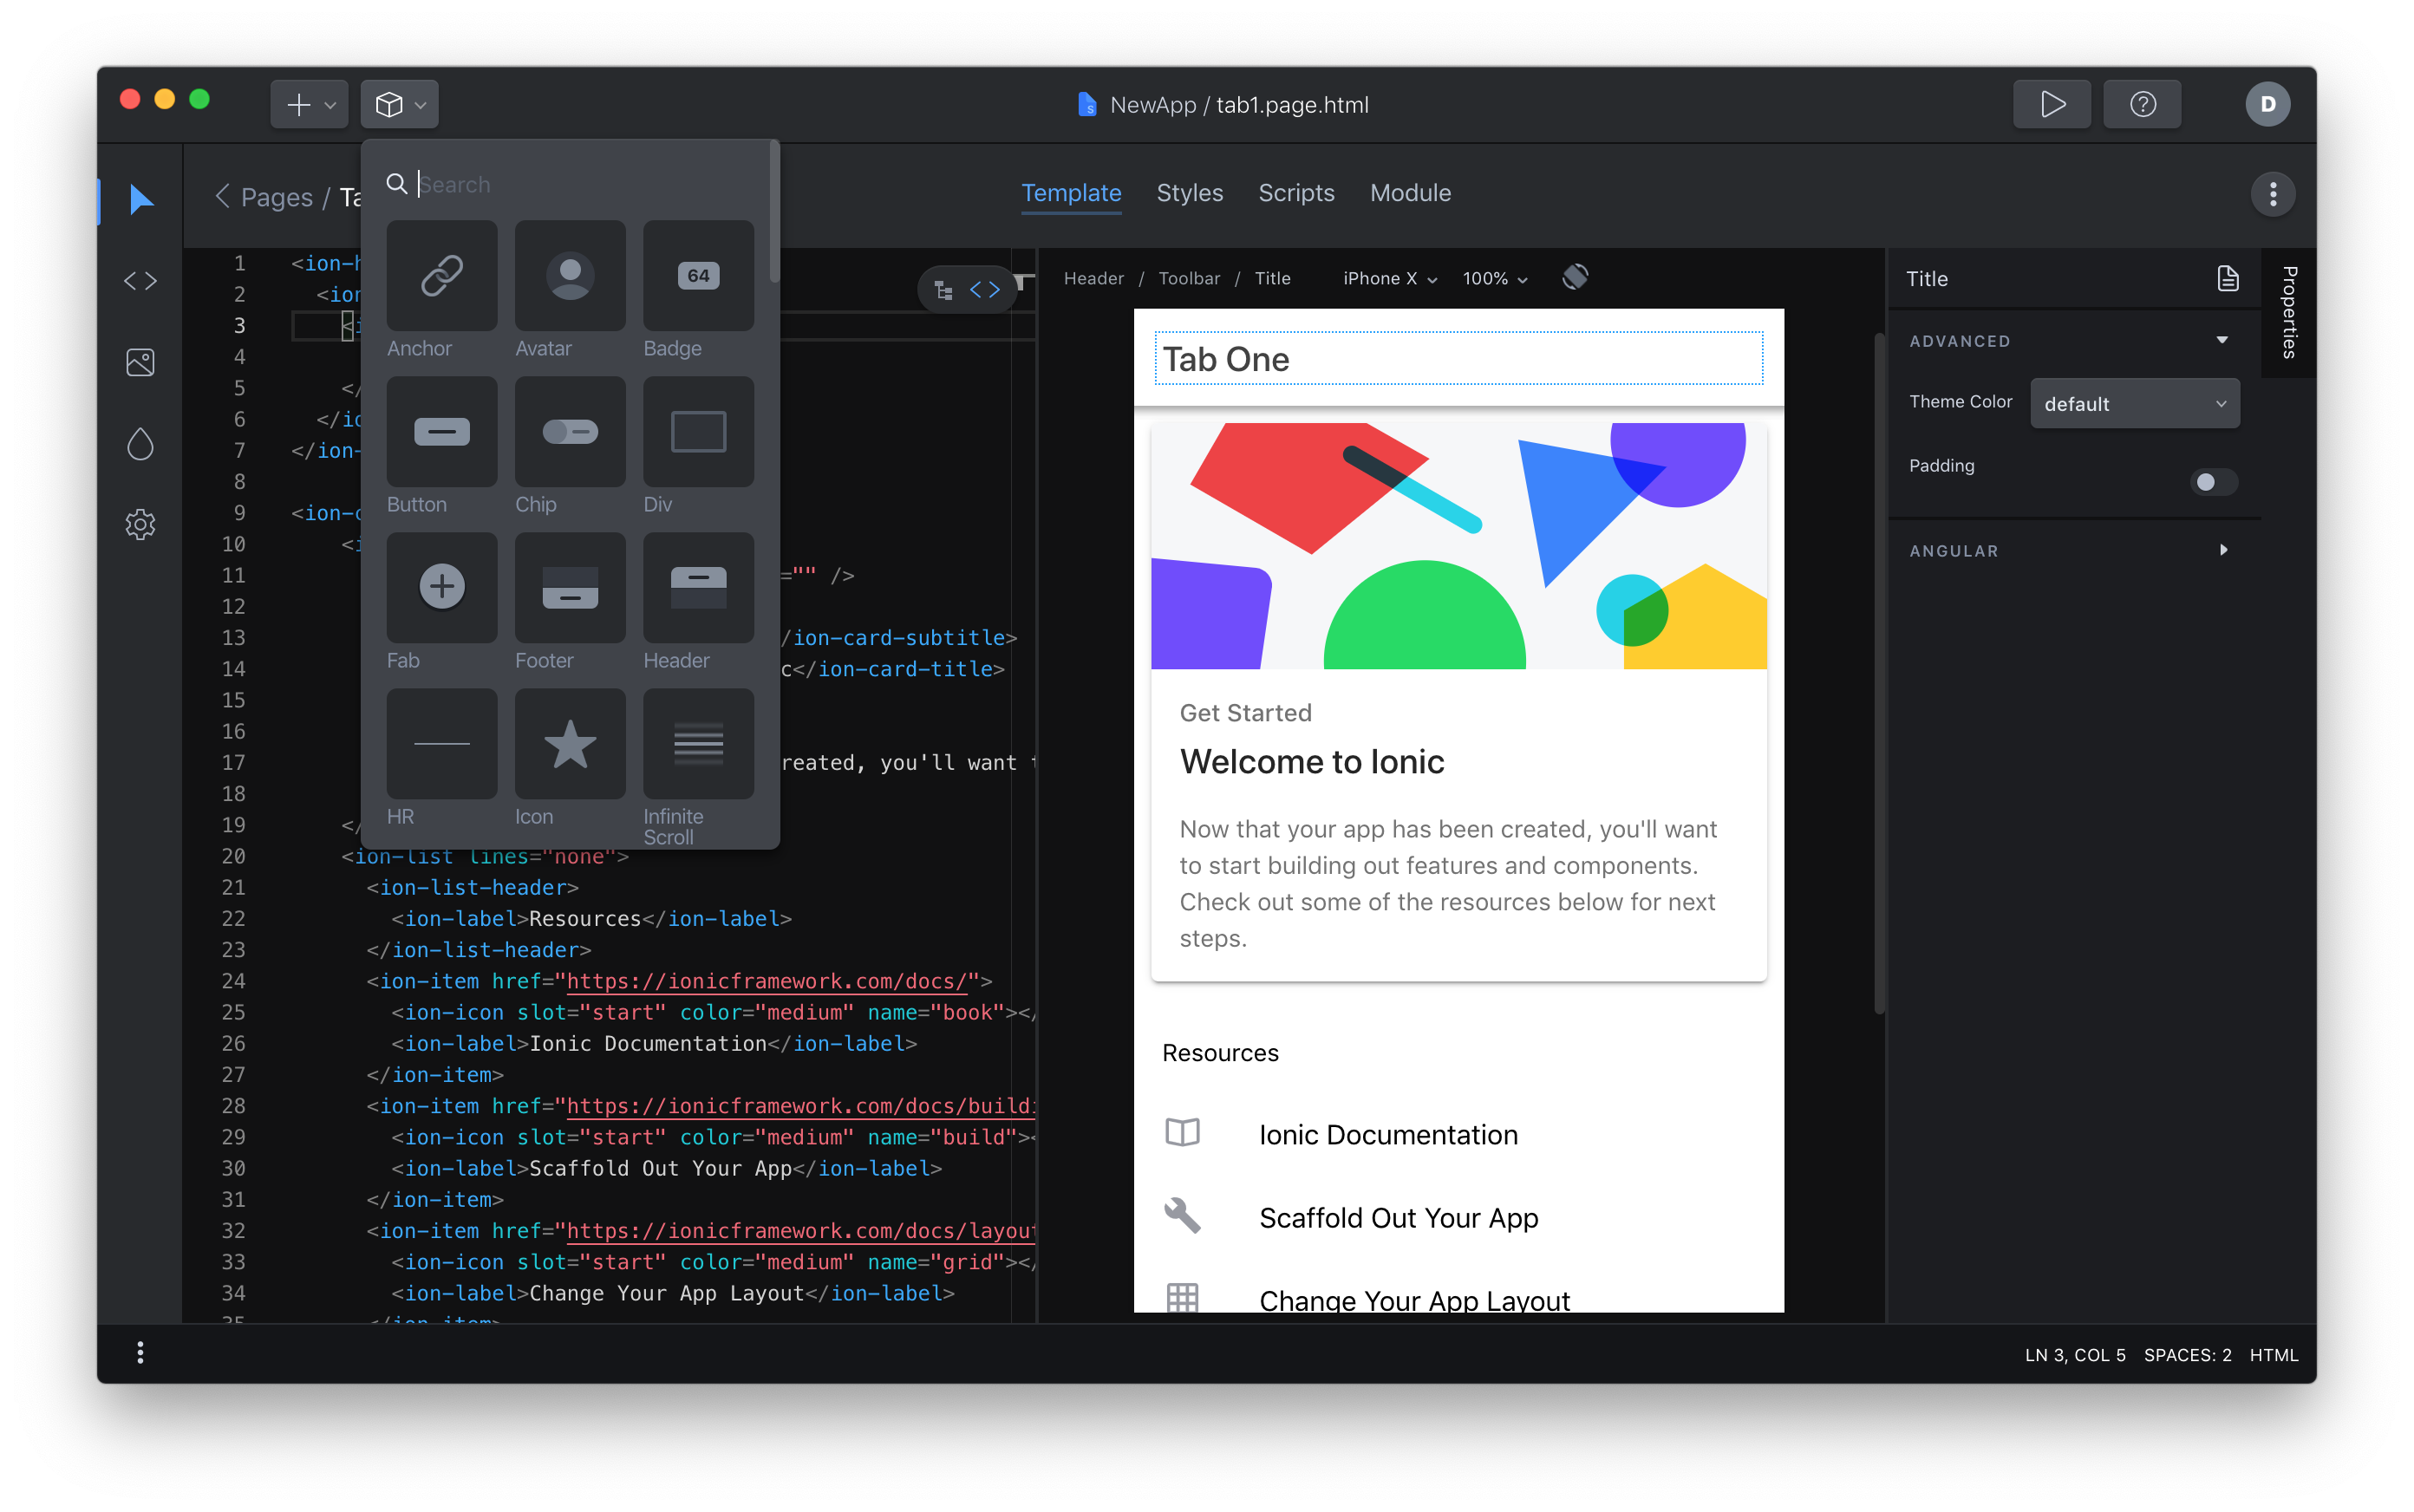 NewApp / tab1.page.html
D
Pages / Ta
Template Styles Scripts Module
Search
Anchor Avatar 64 Badge
Button Chip Div
Fab Footer Header
HR Icon Infinite Scroll
1 <ion-h
2 <ion
3 <i
4
5 </
6 </io
7 </ion-
8
9 <ion-c
10 <i
11 ="" />
12
13 /ion-card-subtitle>
14 c</ion-card-title>
15
16
17 reated, you'll want t
18
19 </
20 <ion-list lines="none">
21 <ion-list-header>
22 <ion-label>Resources</ion-label>
23 </ion-list-header>
24 <ion-item href="https://ionicframework.com/docs/">
25 <ion-icon slot="start" color="medium" name="book"></
26 <ion-label>Ionic Documentation</ion-label>
27 </ion-item>
28 <ion-item href="https://ionicframework.com/docs/buildi
29 <ion-icon slot="start" color="medium" name="build"><
30 <ion-label>Scaffold Out Your App</ion-label>
31 </ion-item>
32 <ion-item href="https://ionicframework.com/docs/layout
33 <ion-icon slot="start" color="medium" name="grid"></
34 <ion-label>Change Your App Layout</ion-label>
35 </ion-item>
Header / Toolbar / Title iPhone X 100%
Tab One
Get Started
Welcome to Ionic
Now that your app has been created, you'll want
to start building out features and components.
Check out some of the resources below for next
steps.
Resources
Ionic Documentation
Scaffold Out Your App
Change Your App Layout
Title
Properties
ADVANCED
Theme Color default
Padding
ANGULAR
LN 3, COL 5 SPACES: 2 HTML